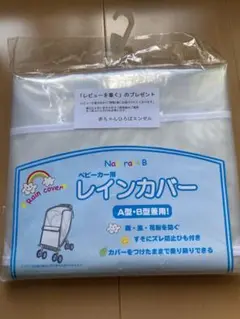 「レビューを書く」のプレゼント
赤ちゃんひろばエンゼル
Natural B
Rain cover
ベビーカー用
レインカバー
A型・B型兼用!
雨・風・花粉を防ぐ
すそにズレ防止ひも付き
カバーをつけたままで乗り降りできる